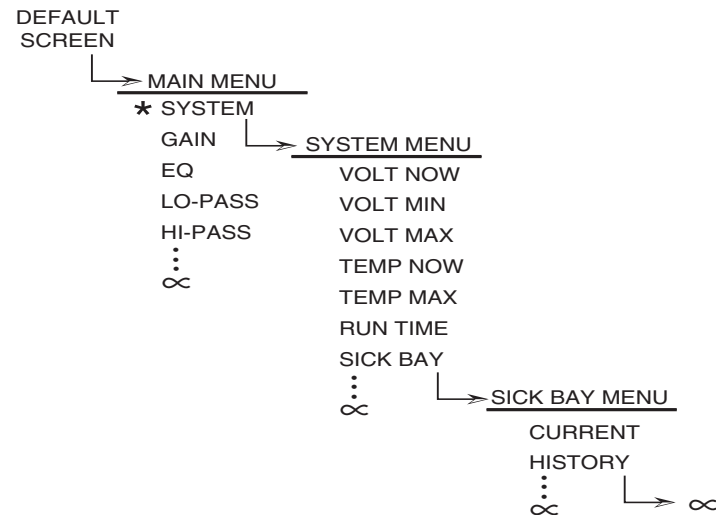 DEFAULT
SCREEN
MAIN MENU
* SYSTEM
GAIN
EQ
LO-PASS
HI-PASS
∝
SYSTEM MENU
VOLT NOW
VOLT MIN
VOLT MAX
TEMP NOW
TEMP MAX
RUN TIME
SICK BAY
∝
SICK BAY MENU
CURRENT
HISTORY
∝
∝